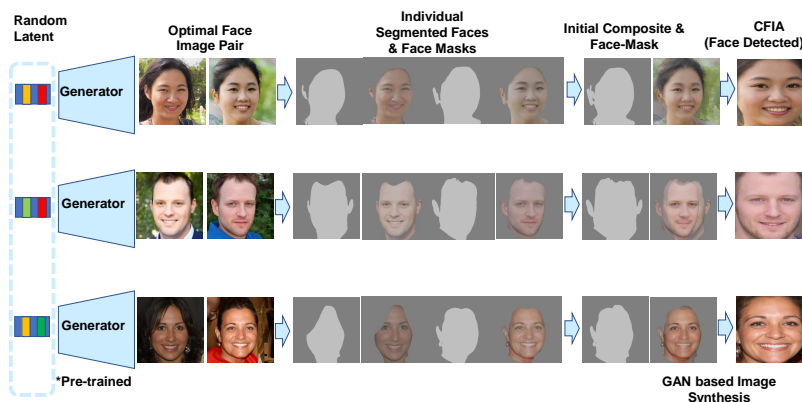 Random
Latent
Optimal Face
Image Pair
Individual
Segmented Faces
& Face Masks
Initial Composite &
Face-Mask
CFIA
(Face Detected)
Generator
Generator
Generator
*Pre-trained
GAN based Image
Synthesis